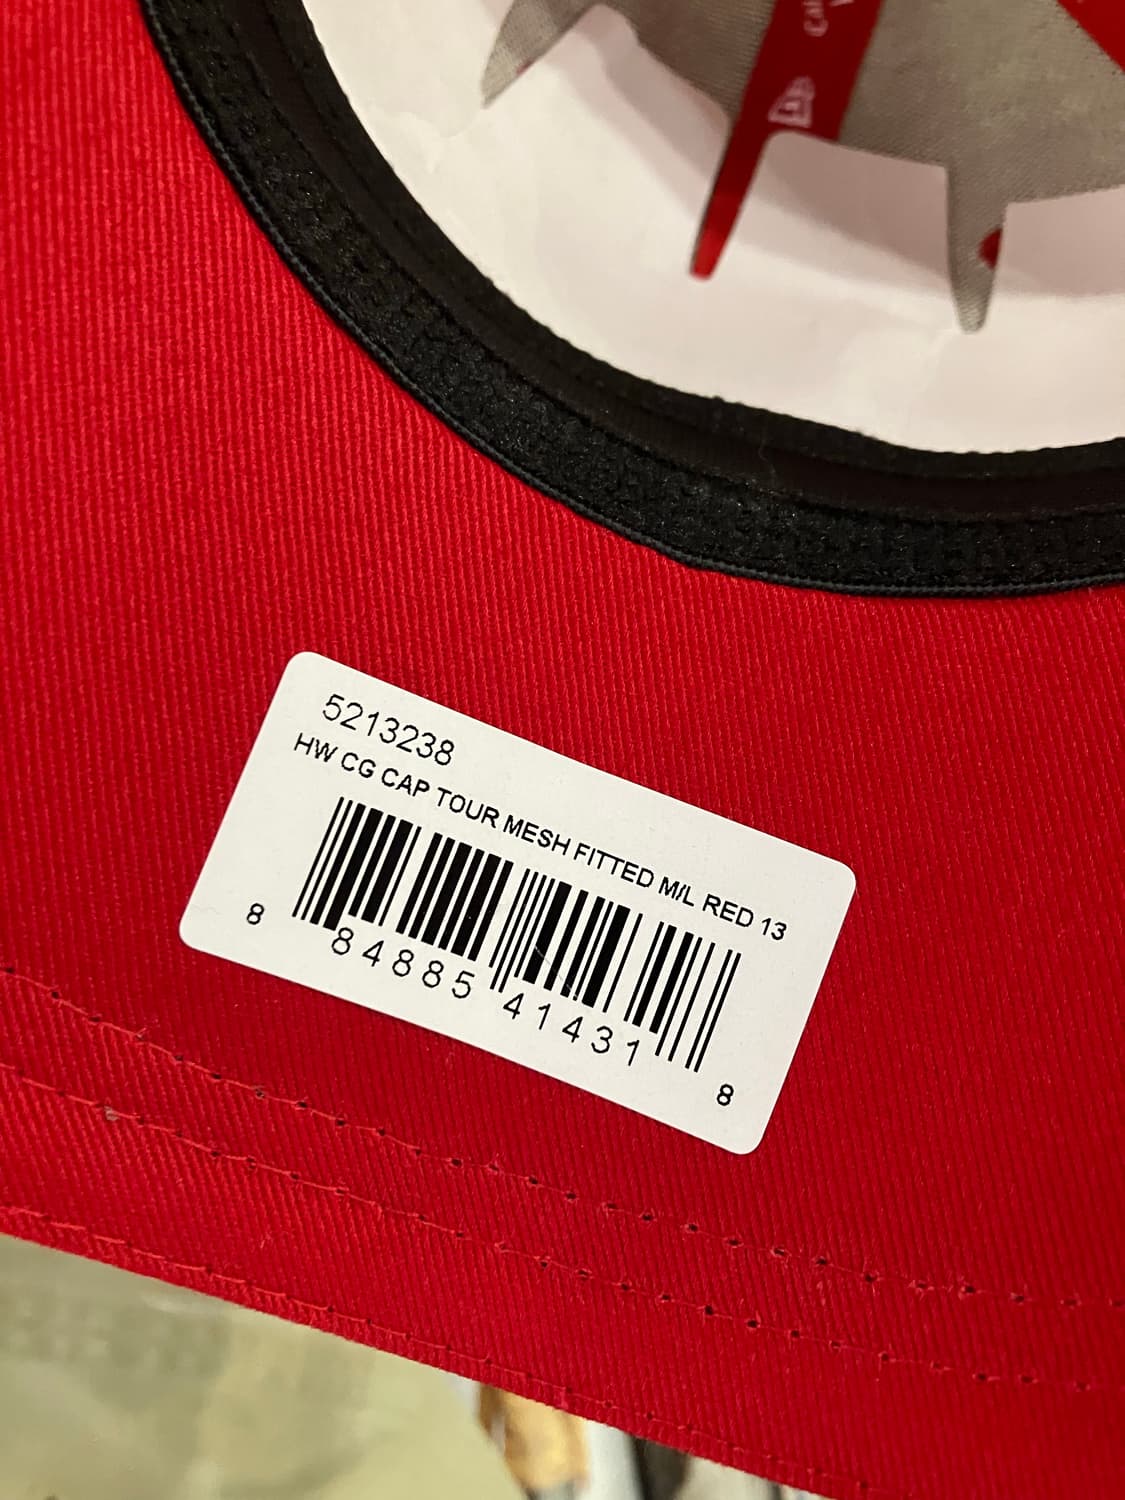 5213238
HW CG CAP TOUR MESH FITTED M/L RED 13
8 84885 41431 8